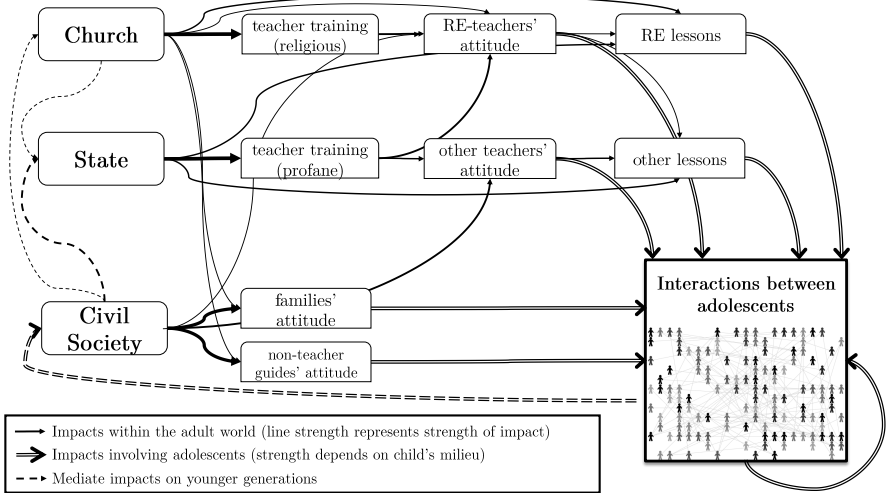 Church
teacher training
(religious)
RE-teachers'
attitude
RE lessons
State
teacher training
(profane)
other teachers'
attitude
other lessons
Civil
Society
families'
attitude
non-teacher
guides' attitude
Interactions between
adolescents
Impacts within the adult world (line strength represents strength of impact)
Impacts involving adolescents (strength depends on child's milieu)
Mediate impacts on younger generations